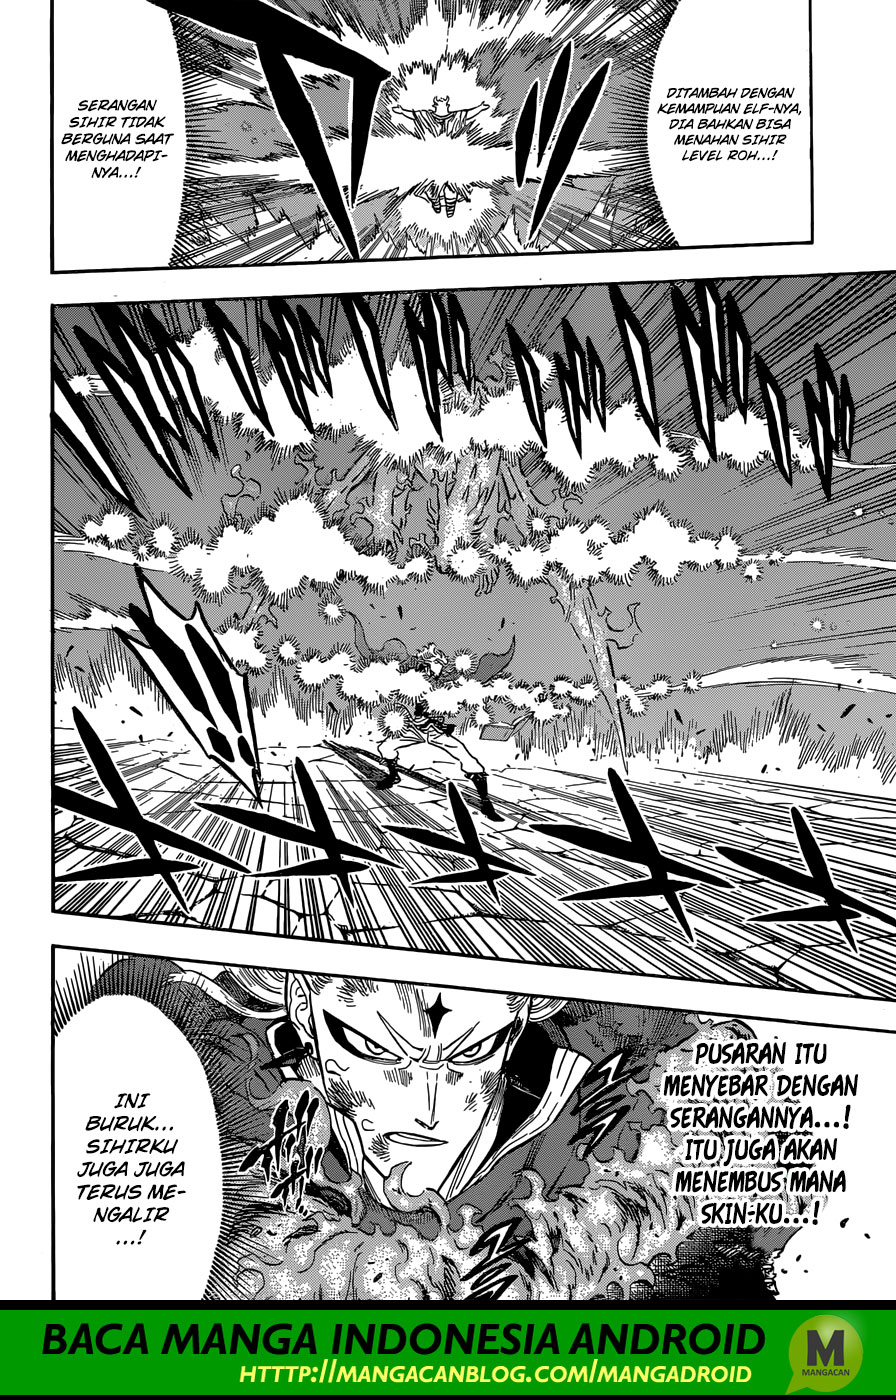 DITAMBAH DENGAN
KEMAMPUAN ELF-NYA,
DIA BAHKAN BISA
MENAHAN SIHIR
LEVEL ROH...!
SERANGAN
SIHIR TIDAK
BERGUNA SAAT
MENGHADAPI-
NYA...!
PUSARAN ITU
MENYEBAR DENGAN
SERANGANNYA...!
ITU JUGA AKAN
MENEMBUS MANA
SKIN-KU...!
INI
BURUK...
SIHIRKU
JUGA JUGA
TERUS ME-
NGALIR
...!
BACA MANGA INDONESIA ANDROID
HTTTP://MANGACANBLOG.COM/MANGADROID
M
MANGACAN